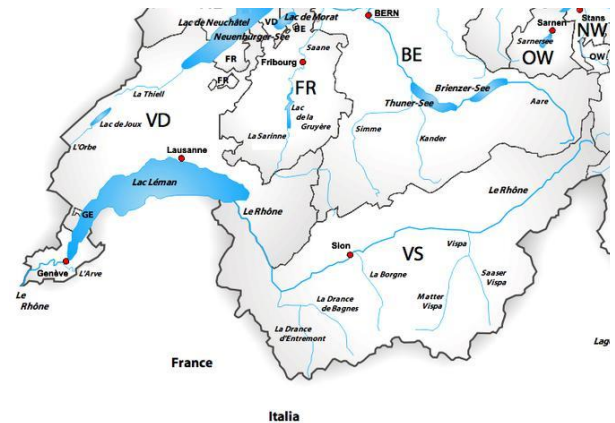 Lac de Neuchâtel
Neuenburger-See
VD
Lac de Morat
BE
BERN
Sarnen
Stans
NW
Sarnersee
OW
OW
FR
FR
Fribourg
Saane
FR
BE
Brienzer-See
Thuner-See
Aare
La Thiell
Lac de Joux
VD
L'Orbe
Lac
de la
Gruyère
La Sarinne
Simme
Kander
Lausanne
Lac Léman
Le Rhône
Le Rhône
GE
Genève
L'Arve
Le
Rhône
Sion
VS
Vispa
La Borgne
Saaser
Vispa
Matter
Vispa
La Drance
de Bagnes
La Drance
d'Entremont
France
Italia